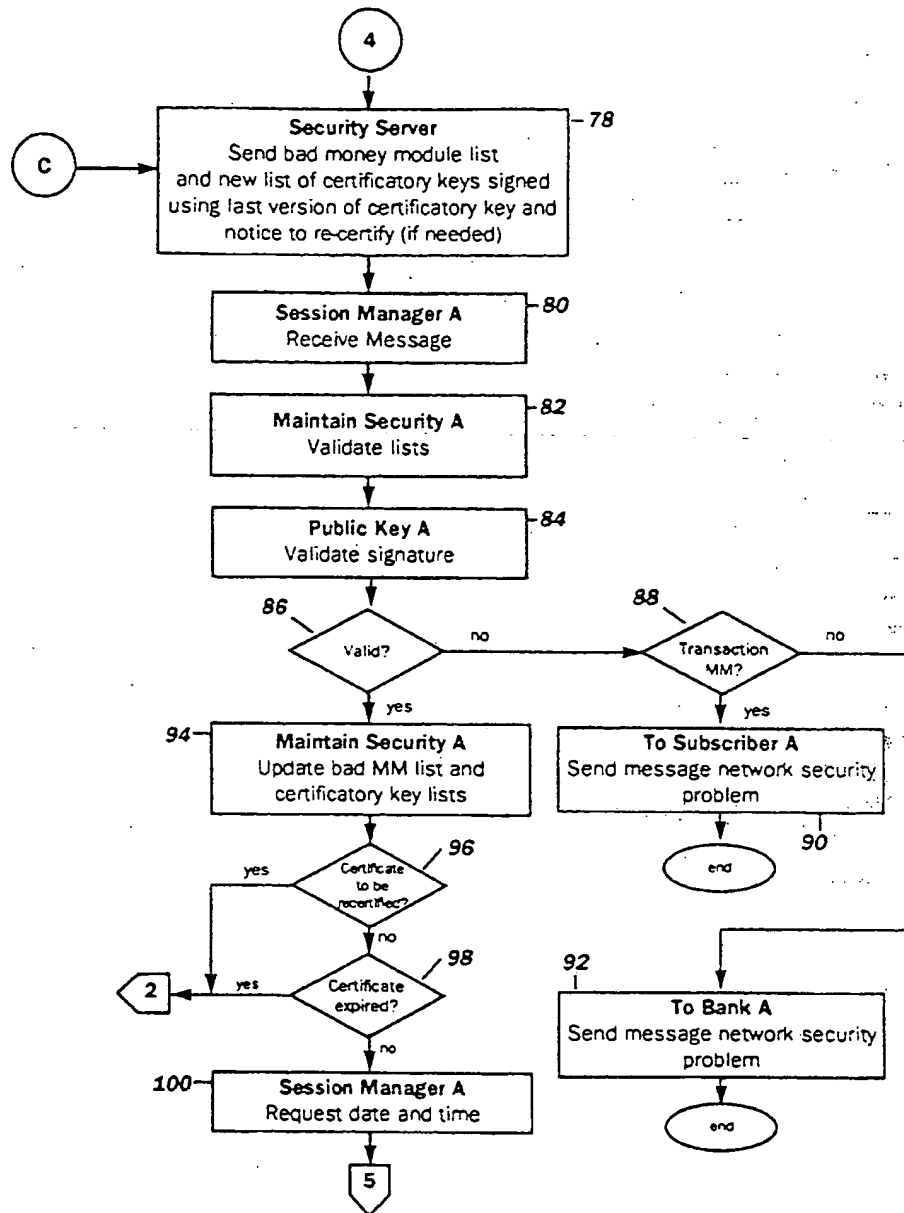 4
Security Server
78
C
Send bad money module list
and new list of certificatory keys signed
using last version of certificatory key and
notice to re-certify (if needed)
Session Manager A
80
Receive Message
Maintain Security A
82
Validate lists
Public Key A
84
Validate signature
86
Valid?
no
88
Transaction
MM?
no
yes
yes
94
Maintain Security A
Update bad MM list and
certificatory key lists
To Subscriber A
Send message network security
problem
90
end
96
Certificate
to be
recertified?
yes
no
98
Certificate
expired?
yes
2
no
92
To Bank A
Send message network security
problem
end
100
Session Manager A
Request date and time
5